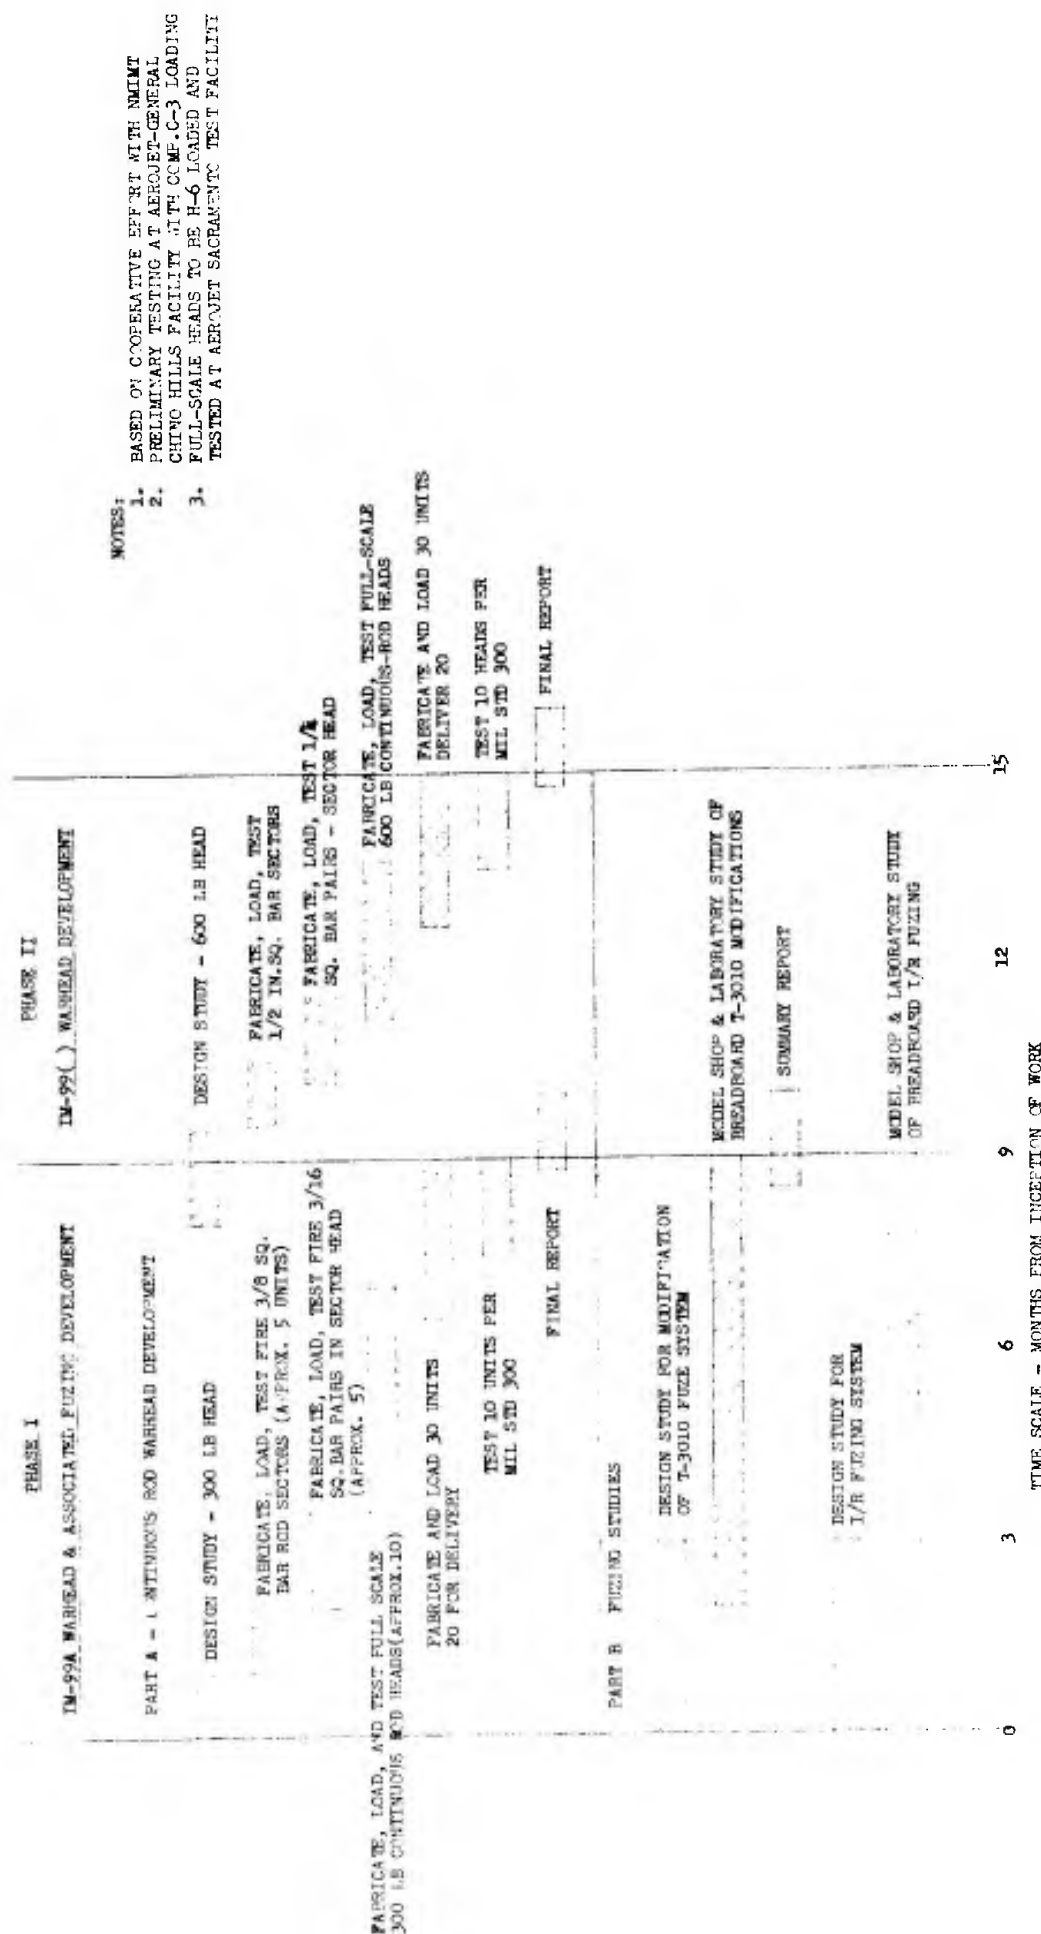 PHASE I
IM-99A WARHEAD & ASSOCIATED FUZING DEVELOPMENT
PART A - CONTINUOUS ROD WARHEAD DEVELOPMENT
DESIGN STUDY - 300 LB HEAD
FABRICATE, LOAD, TEST FIRE 3/8 SQ.
BAR ROD SECTORS (APPROX. 5 UNITS)
FABRICATE, LOAD, TEST FIRE 3/16
SQ.BAR PAIRS IN SECTOR HEAD
(APPROX. 5)
FABRICATE, LOAD, AND TEST FULL SCALE
300 LB CONTINUOUS ROD HEADS(APPROX.10)
FABRICATE AND LOAD 30 UNITS
20 FOR DELIVERY
TEST 10 UNITS PER
MIL STD 300
FINAL REPORT
PART B FUZING STUDIES
DESIGN STUDY FOR MODIFICATION
OF T-3010 FUZE SYSTEM
DESIGN STUDY FOR
I/R FUZING SYSTEM
PHASE II
IM-99( ) WARHEAD DEVELOPMENT
DESIGN STUDY - 600 LB HEAD
FABRICATE, LOAD, TEST
1/2 IN.SQ. BAR SECTORS
FABRICATE, LOAD, TEST 1/4
SQ. BAR PAIRS - SECTOR HEAD
FABRICATE, LOAD, TEST FULL-SCALE
600 LB CONTINUOUS-ROD HEADS
FABRICATE AND LOAD 30 UNITS
DELIVER 20
TEST 10 HEADS PER
MIL STD 300
FINAL REPORT
MODEL SHOP & LABORATORY STUDY OF
BREADBOARD T-3010 MODIFICATIONS
SUMMARY REPORT
MODEL SHOP & LABORATORY STUDY
OF BREADBOARD I/R FUZING
NOTES:
1. BASED ON COOPERATIVE EFFORT WITH NMIMT
2. PRELIMINARY TESTING AT AEROJET-GENERAL
CHINO HILLS FACILITY WITH COMP.C-3 LOADING
3. FULL-SCALE HEADS TO BE H-6 LOADED AND
TESTED AT AEROJET SACRAMENTO TEST FACILITY
0 3 6 9 12 15
TIME SCALE - MONTHS FROM INCEPTION OF WORK